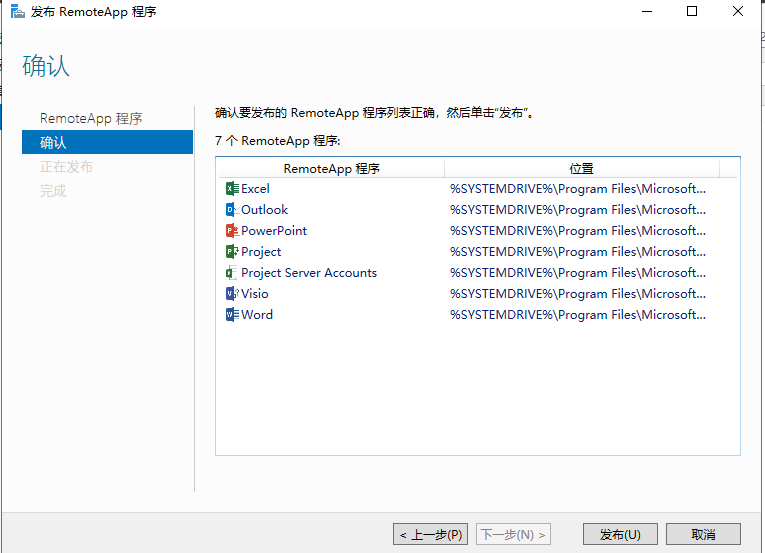 发布 RemoteApp 程序
确认
RemoteApp 程序
确认
正在发布
完成
确认要发布的 RemoteApp 程序列表正确，然后单击“发布”。
7 个 RemoteApp 程序:
RemoteApp 程序 位置
Excel %SYSTEMDRIVE%\Program Files\Microsoft...
Outlook %SYSTEMDRIVE%\Program Files\Microsoft...
PowerPoint %SYSTEMDRIVE%\Program Files\Microsoft...
Project %SYSTEMDRIVE%\Program Files\Microsoft...
Project Server Accounts %SYSTEMDRIVE%\Program Files\Microsoft...
Visio %SYSTEMDRIVE%\Program Files\Microsoft...
Word %SYSTEMDRIVE%\Program Files\Microsoft...
< 上一步(P) 下一步(N) > 发布(U) 取消